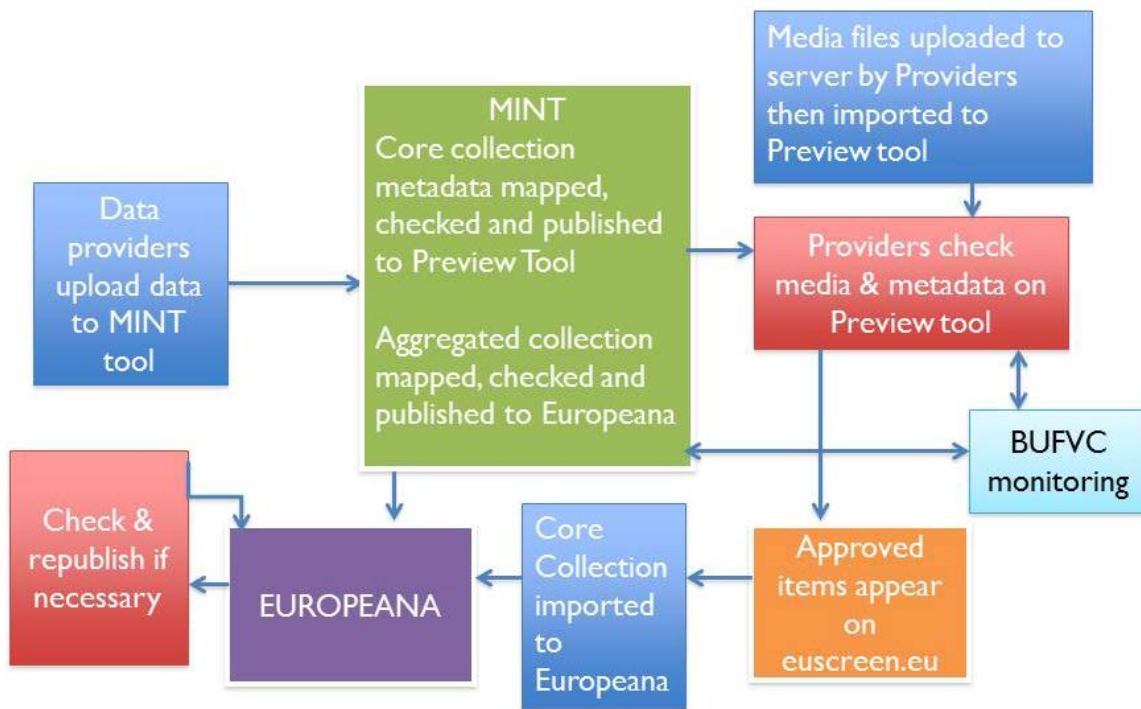 Media files uploaded to
server by Providers
then imported to
Preview tool
MINT
Core collection
metadata mapped,
checked and published
to Preview Tool
Aggregated collection
mapped, checked and
published to Europeana
Data
providers
upload data
to MINT
tool
Providers check
media & metadata on
Preview tool
BUFVC
monitoring
Check &
republish if
necessary
EUROPEANA
Core
Collection
imported
to
Europeana
Approved
items appear
on
euscreen.eu